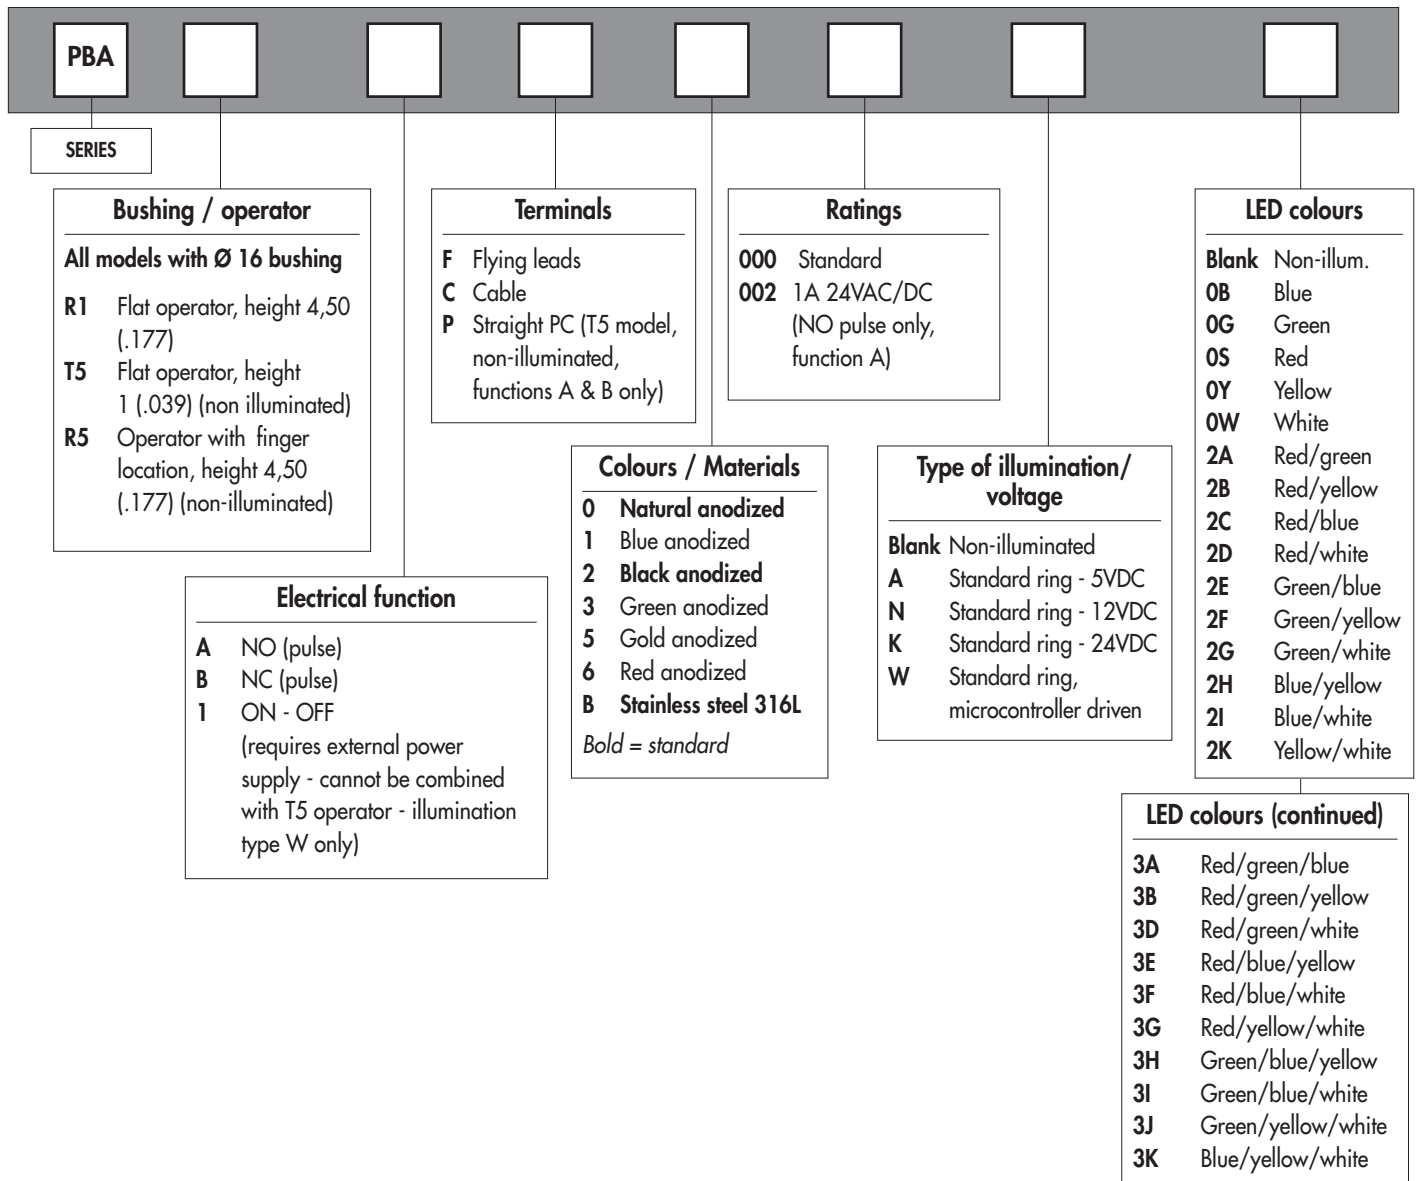 PBA
SERIES
Bushing / operator
All models with Ø 16 bushing
R1 Flat operator, height 4,50
(.177)
T5 Flat operator, height
1 (.039) (non illuminated)
R5 Operator with finger
location, height 4,50
(.177) (non-illuminated)
Electrical function
A NO (pulse)
B NC (pulse)
1 ON - OFF
(requires external power
supply - cannot be combined
with T5 operator - illumination
type W only)
Terminals
F Flying leads
C Cable
P Straight PC (T5 model,
non-illuminated,
functions A & B only)
Colours / Materials
0 Natural anodized
1 Blue anodized
2 Black anodized
3 Green anodized
5 Gold anodized
6 Red anodized
B Stainless steel 316L
Bold = standard
Ratings
000 Standard
002 1A 24VAC/DC
(NO pulse only,
function A)
Type of illumination/
voltage
Blank Non-illuminated
A Standard ring - 5VDC
N Standard ring - 12VDC
K Standard ring - 24VDC
W Standard ring,
microcontroller driven
LED colours
Blank Non-illum.
0B Blue
0G Green
0S Red
0Y Yellow
0W White
2A Red/green
2B Red/yellow
2C Red/blue
2D Red/white
2E Green/blue
2F Green/yellow
2G Green/white
2H Blue/yellow
2I Blue/white
2K Yellow/white
LED colours (continued)
3A Red/green/blue
3B Red/green/yellow
3D Red/green/white
3E Red/blue/yellow
3F Red/blue/white
3G Red/yellow/white
3H Green/blue/yellow
3I Green/blue/white
3J Green/yellow/white
3K Blue/yellow/white